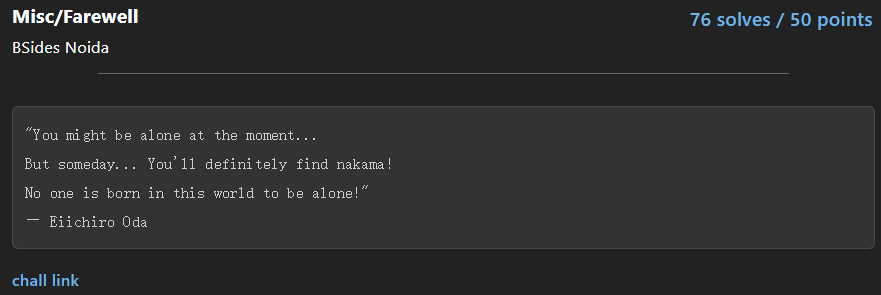 Misc/Farewell
76 solves / 50 points
BSides Noida
"You might be alone at the moment...
But someday... You'll definitely find nakama!
No one is born in this world to be alone!"
— Eiichiro Oda
chall link